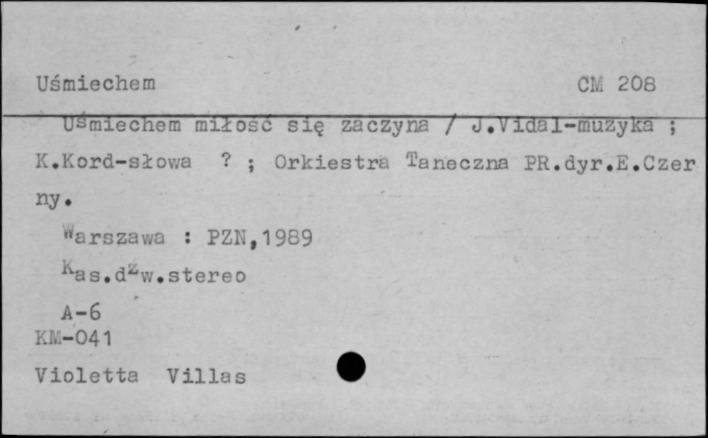 Uśmiechem CM 208
Uśmiechem miłość się zaczyna / J.Vidal-muzyka ;
K.Kord-słowa ? ; Orkiestra Taneczna PR.dyr.E.Czer
ny.
Warszawa : PZN,1989
Kas.dzw.stereo
A-6
KM-041
Violetta Villas